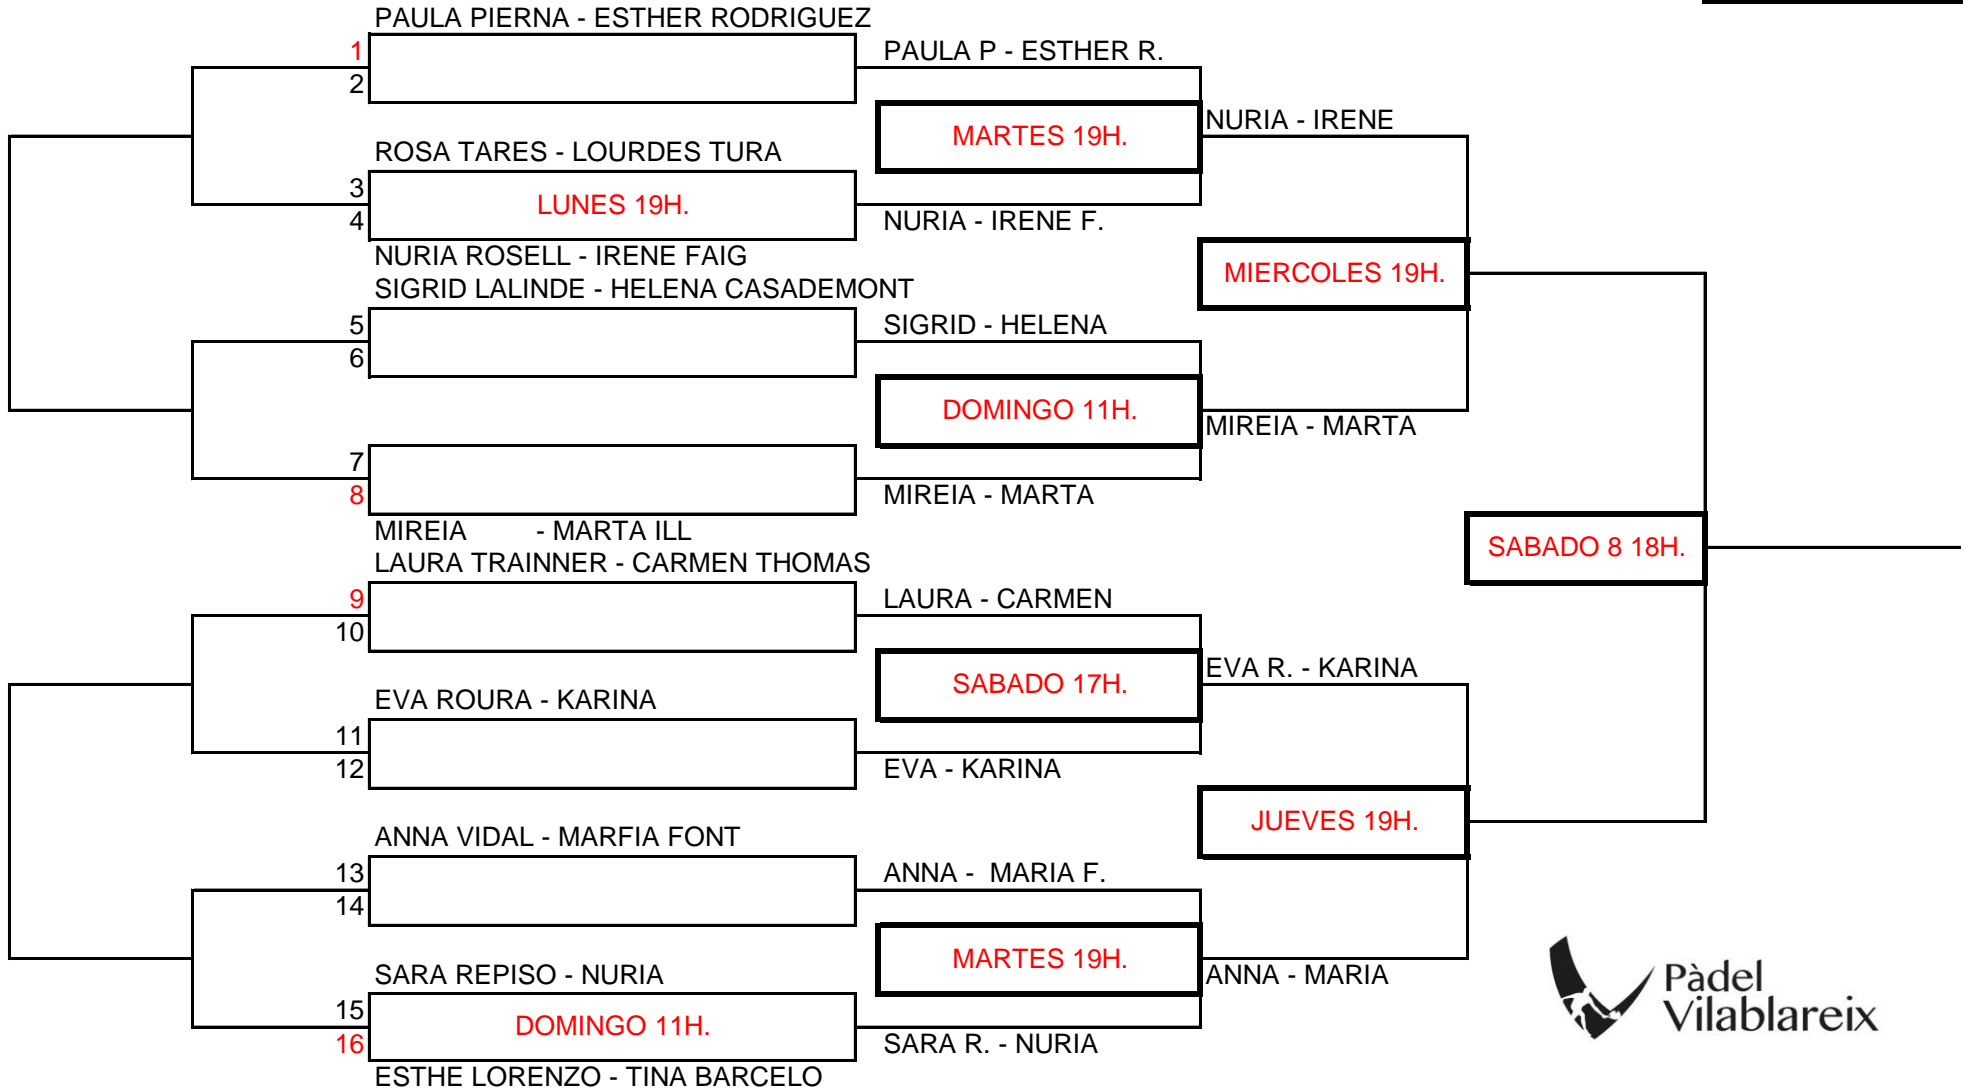 PAULA PIERNA - ESTHER RODRIGUEZ
1
PAULA P - ESTHER R.
2
MARTES 19H.
NURIA - IRENE
ROSA TARES - LOURDES TURA
3
LUNES 19H.
4
NURIA - IRENE F.
NURIA ROSELL - IRENE FAIG
MIERCOLES 19H.
SIGRID LALINDE - HELENA CASADEMONT
5
SIGRID - HELENA
6
DOMINGO 11H.
MIREIA - MARTA
7
8
MIREIA - MARTA
MIREIA - MARTA ILL
SABADO 8 18H.
LAURA TRAINNER - CARMEN THOMAS
9
LAURA - CARMEN
10
EVA R. - KARINA
SABADO 17H.
EVA ROURA - KARINA
11
12
EVA - KARINA
JUEVES 19H.
ANNA VIDAL - MARFIA FONT
13
ANNA - MARIA F.
14
MARTES 19H.
SARA REPISO - NURIA
ANNA - MARIA
15
DOMINGO 11H.
16
SARA R. - NURIA
ESTHE LORENZO - TINA BARCELO
Pàdel
Vilablareix